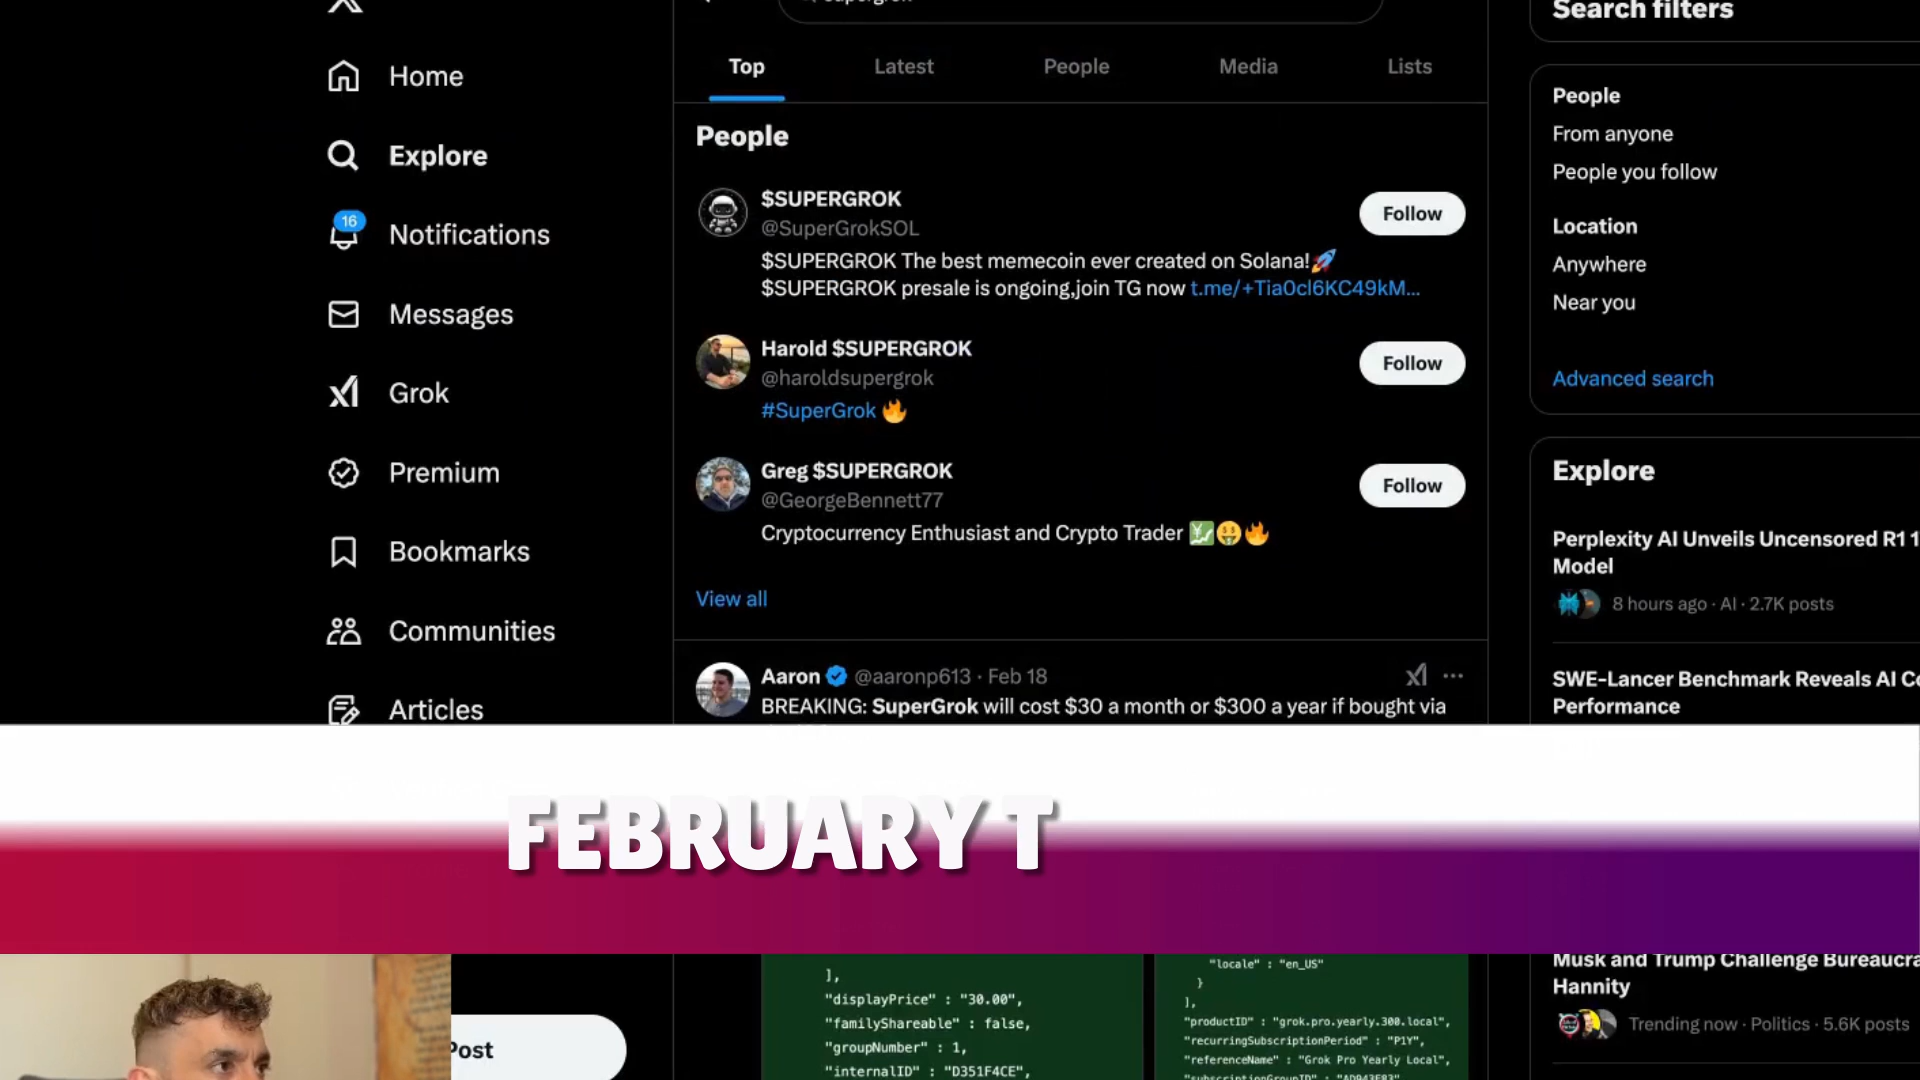 Home
Explore
16
Notifications
Messages
Grok
Premium
Bookmarks
Communities
Articles
Post
Top
Latest
People
Media
Lists
People
$SUPERGROK
@SuperGrokSOL
Follow
$SUPERGROK The best memecoin ever created on Solana!🚀
$SUPERGROK presale is ongoing,join TG now t.me/+Tia0cl6KC49kM...
Harold $SUPERGROK
@haroldsupergrok
Follow
#SuperGrok 🔥
Greg $SUPERGROK
@GeorgeBennett77
Follow
Cryptocurrency Enthusiast and Crypto Trader 💹🤑🔥
View all
Aaron @aaronp613 · Feb 18
BREAKING: SuperGrok will cost $30 a month or $300 a year if bought via
FEBRUARY T
],
"displayPrice" : "30.00",
"familyShareable" : false,
"groupNumber" : 1,
"internalID" : "D351F4CE",
"locale" : "en_US"
}
],
"productID" : "grok.pro.yearly.300.local",
"recurringSubscriptionPeriod" : "P1Y",
"referenceName" : "Grok Pro Yearly Local",
Search filters
People
From anyone
People you follow
Location
Anywhere
Near you
Advanced search
Explore
Perplexity AI Unveils Uncensored R1 1
Model
8 hours ago · AI · 2.7K posts
SWE-Lancer Benchmark Reveals AI Co
Performance
Musk and Trump Challenge Bureaucra
Hannity
Trending now · Politics · 5.6K posts